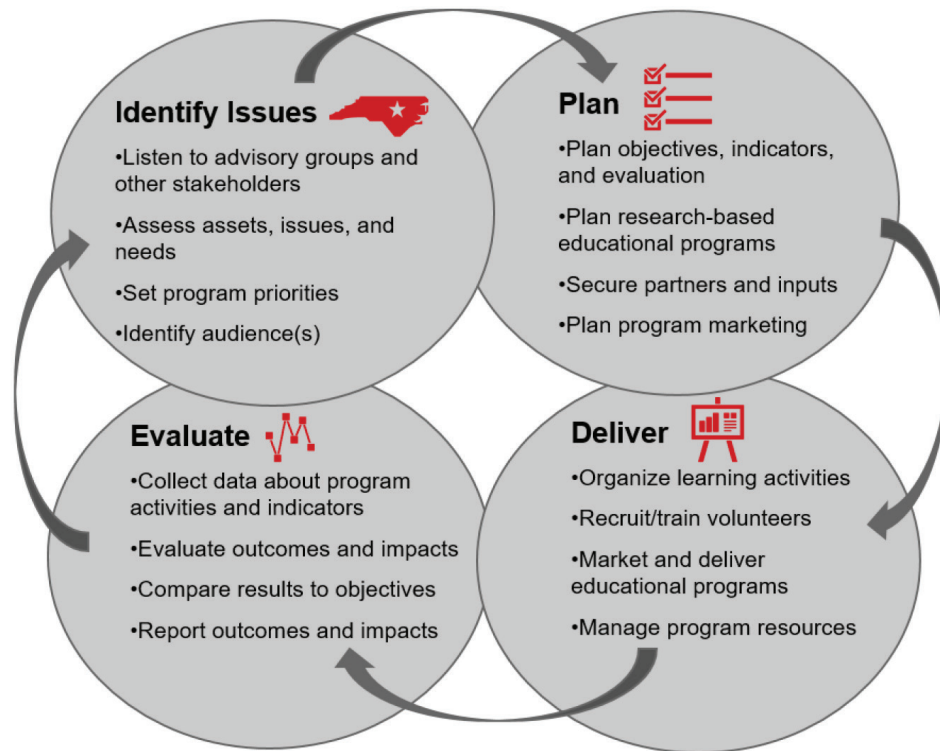 Identify Issues
•Listen to advisory groups and
other stakeholders
•Assess assets, issues, and
needs
•Set program priorities
•Identify audience(s)
Plan
•Plan objectives, indicators,
and evaluation
•Plan research-based
educational programs
•Secure partners and inputs
•Plan program marketing
Deliver
•Organize learning activities
•Recruit/train volunteers
•Market and deliver
educational programs
•Manage program resources
Evaluate
•Collect data about program
activities and indicators
•Evaluate outcomes and impacts
•Compare results to objectives
•Report outcomes and impacts